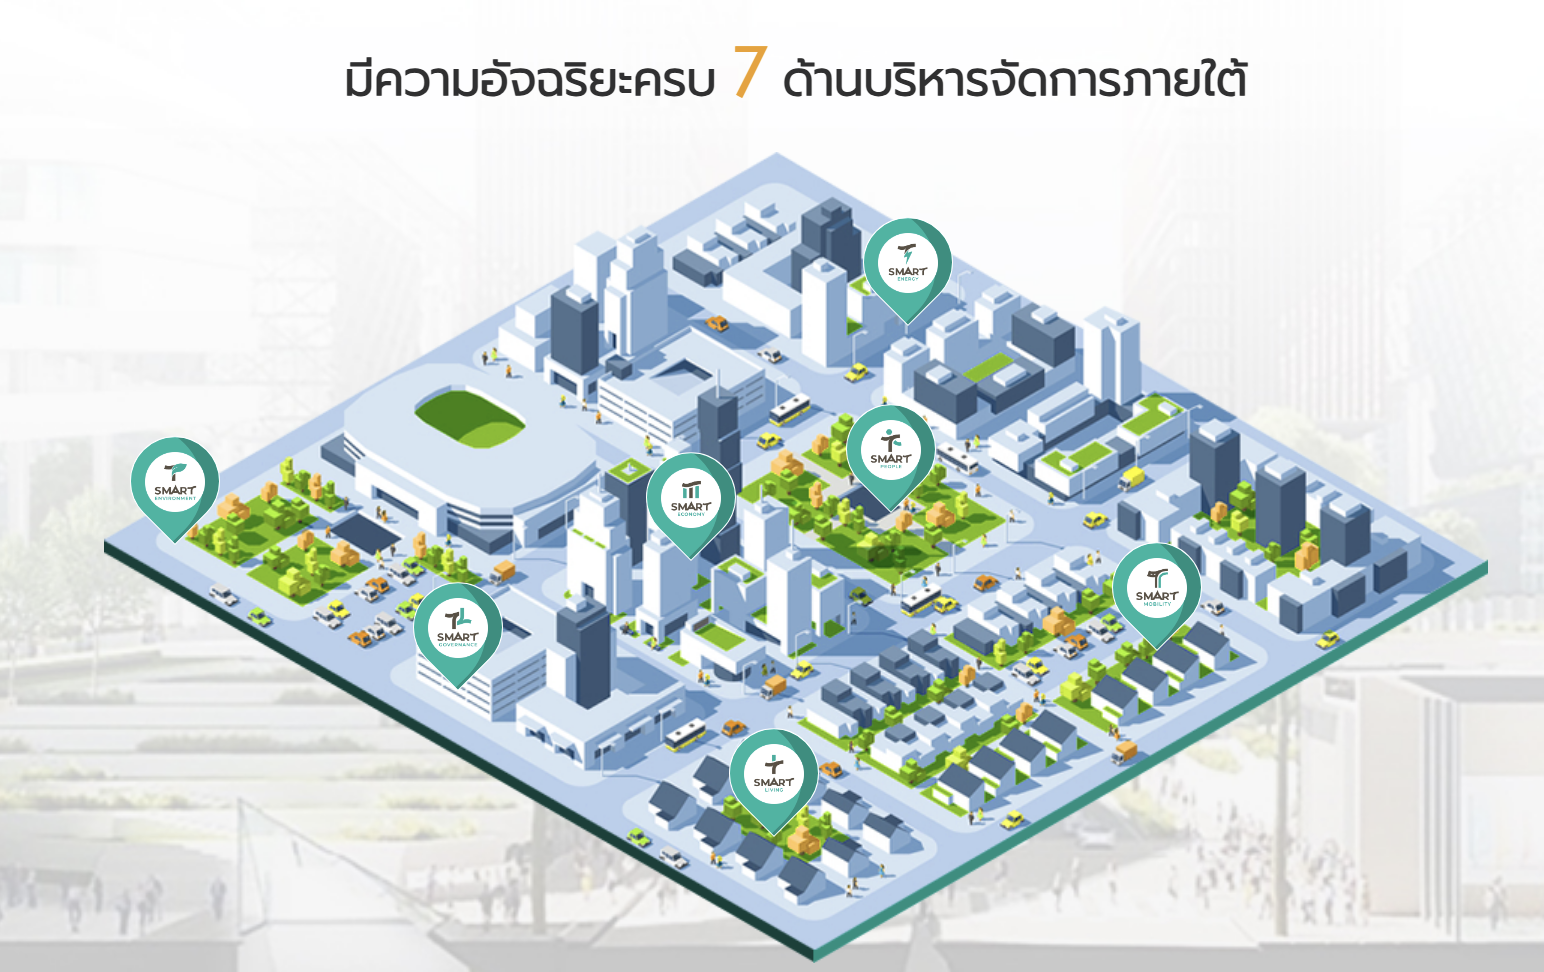 มีความอัจฉริยะครบ 7 ด้านบริหารจัดการภายใต้
SMART
ENERGY
SMART
PEOPLE
SMART
ENVIRONMENT
SMART
ECONOMY
SMART
MOBILITY
SMART
GOVERNANCE
SMART
LIVING